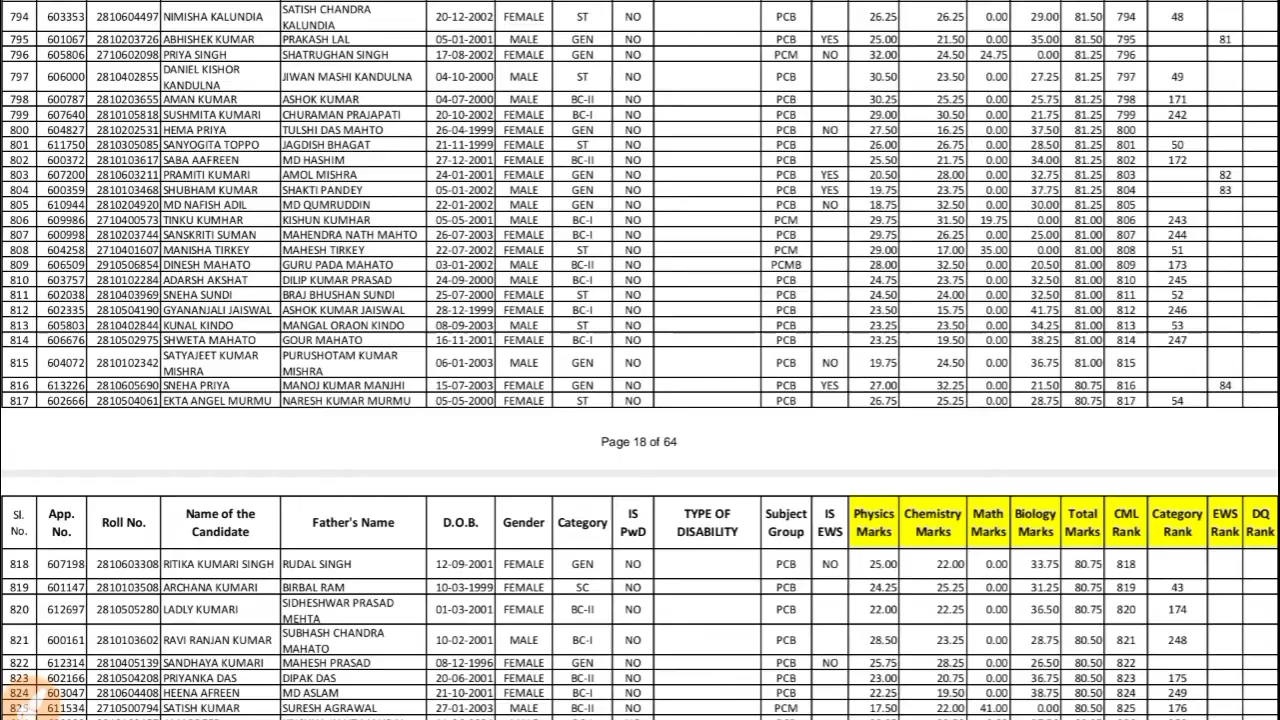 794 603353 2810604497 NIMISHA KALUNDIA SATISH CHANDRA KALUNDIA 20-12-2002 FEMALE ST NO PCB 26.25 26.25 0.00 29.00 81.50 794 48
795 601067 2810203726 ABHISHEK KUMAR PRAKASH LAL 05-01-2001 MALE GEN NO PCB YES 25.00 21.50 0.00 35.00 81.50 795 81
796 605806 2710602098 PRIYA SINGH SHATRUGHAN SINGH 17-08-2002 FEMALE GEN NO PCM NO 32.00 24.50 24.75 0.00 81.25 796
797 606000 2810402855 DANIEL KISHOR KANDULNA JIWAN MASHI KANDULNA 04-10-2000 MALE ST NO PCB 30.50 23.50 0.00 27.25 81.25 797 49
798 600787 2810203655 AMAN KUMAR ASHOK KUMAR 04-07-2000 MALE BC-II NO PCB 30.25 25.25 0.00 25.75 81.25 798 171
799 607640 2810105818 SUSHMITA KUMARI CHURAMAN PRAJAPATI 20-10-2002 FEMALE BC-I NO PCB 29.00 30.50 0.00 21.75 81.25 799 242
800 604827 2810202531 HEMA PRIYA TULSHI DAS MAHTO 26-04-1999 FEMALE GEN NO PCB NO 27.50 16.25 0.00 37.50 81.25 800
801 611750 2810305085 SANYOGITA TOPPO JAGDISH BHAGAT 21-11-1999 FEMALE ST NO PCB 26.00 26.75 0.00 28.50 81.25 801 50
802 600372 2810103617 SABA AAFREEN MD HASHIM 27-12-2001 FEMALE BC-II NO PCB 25.50 21.75 0.00 34.00 81.25 802 172
803 607200 2810603211 PRAMITI KUMARI AMOL MISHRA 24-01-2001 FEMALE GEN NO PCB YES 20.50 28.00 0.00 32.75 81.25 803 82
804 600359 2810103468 SHUBHAM KUMAR SHAKTI PANDEY 05-01-2002 MALE GEN NO PCB YES 19.75 23.75 0.00 37.75 81.25 804 83
805 610944 2810204920 MD NAFISH ADIL MD QUMRUDDIN 22-01-2002 MALE GEN NO PCB NO 18.75 32.50 0.00 30.00 81.25 805
806 609986 2710400573 TINKU KUMHAR KISHUN KUMHAR 05-05-2001 MALE BC-I NO PCM 29.75 31.50 19.75 0.00 81.00 806 243
807 600998 2810203744 SANSKRITI SUMAN MAHENDRA NATH MAHTO 26-07-2003 FEMALE BC-I NO PCB 29.75 26.25 0.00 25.00 81.00 807 244
808 604258 2710401607 MANISHA TIRKEY MAHESH TIRKEY 22-07-2002 FEMALE ST NO PCM 29.00 17.00 35.00 0.00 81.00 808 51
809 606509 2910506854 DINESH MAHATO GURU PADA MAHATO 03-01-2002 MALE BC-II NO PCMB 28.00 32.50 0.00 20.50 81.00 809 173
810 603757 2810102284 ADARSH AKSHAT DILIP KUMAR PRASAD 24-09-2000 MALE BC-I NO PCB 24.75 23.75 0.00 32.50 81.00 810 245
811 602038 2810403969 SNEHA SUNDI BRAJ BHUSHAN SUNDI 25-07-2000 FEMALE ST NO PCB 24.50 24.00 0.00 32.50 81.00 811 52
812 602335 2810504190 GYANANJALI JAISWAL ASHOK KUMAR JAISWAL 28-12-1999 FEMALE BC-I NO PCB 23.50 15.75 0.00 41.75 81.00 812 246
813 605803 2810402844 KUNAL KINDO MANGAL ORAON KINDO 08-09-2003 MALE ST NO PCB 23.25 23.50 0.00 34.25 81.00 813 53
814 606676 2810502975 SHWETA MAHATO GOUR MAHATO 16-11-2001 FEMALE BC-I NO PCB 23.25 19.50 0.00 38.25 81.00 814 247
815 604072 2810102342 SATYAJEET KUMAR MISHRA PURUSHOTAM KUMAR MISHRA 06-01-2003 MALE GEN NO PCB NO 19.75 24.50 0.00 36.75 81.00 815
816 613226 2810605690 SNEHA PRIYA MANOJ KUMAR MANJHI 15-07-2003 FEMALE GEN NO PCB YES 27.00 32.25 0.00 21.50 80.75 816 84
817 602666 2810504061 EKTA ANGEL MURMU NARESH KUMAR MURMU 05-05-2000 FEMALE ST NO PCB 26.75 25.25 0.00 28.75 80.75 817 54
Page 18 of 64
Sl. No. App. No. Roll No. Name of the Candidate Father's Name D.O.B. Gender Category IS PwD TYPE OF DISABILITY Subject Group IS EWS Physics Marks Chemistry Marks Math Marks Biology Marks Total Marks CML Rank Category Rank EWS Rank DQ Rank
818 607198 2810603308 RITIKA KUMARI SINGH RUDAL SINGH 12-09-2001 FEMALE GEN NO PCB NO 25.00 22.00 0.00 33.75 80.75 818
819 601147 2810103508 ARCHANA KUMARI BIRBAL RAM 10-03-1999 FEMALE SC NO PCB 24.25 25.25 0.00 31.25 80.75 819 43
820 612697 2810505280 LADLY KUMARI SIDHESHWAR PRASAD MEHTA 01-03-2001 FEMALE BC-II NO PCB 22.00 22.25 0.00 36.50 80.75 820 174
821 600161 2810103602 RAVI RANJAN KUMAR SUBHASH CHANDRA MAHATO 10-02-2001 MALE BC-I NO PCB 28.50 23.25 0.00 28.75 80.50 821 248
822 612314 2810405139 SANDHAYA KUMARI MAHESH PRASAD 08-12-1996 FEMALE GEN NO PCB NO 25.75 28.25 0.00 26.50 80.50 822
823 602166 2810504208 PRIYANKA DAS DIPAK DAS 20-06-2001 FEMALE BC-II NO PCB 23.00 20.75 0.00 36.75 80.50 823 175
824 603047 2810604408 HEENA AFREEN MD ASLAM 21-10-2001 FEMALE BC-I NO PCB 22.25 19.50 0.00 38.75 80.50 824 249
825 611534 2710500794 SATISH KUMAR SURESH AGRAWAL 27-01-2003 MALE BC-II NO PCM 17.50 22.00 41.00 0.00 80.50 825 176